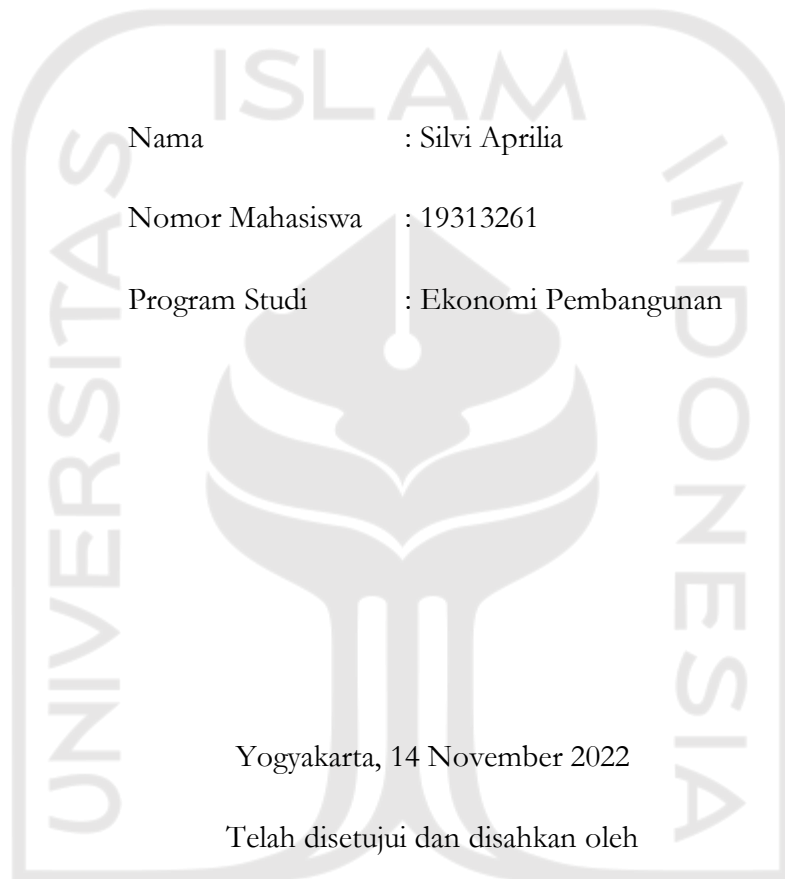 UNIVERSITAS
ISLAM
INDONESIA
Nama : Silvi Aprilia
Nomor Mahasiswa : 19313261
Program Studi : Ekonomi Pembangunan
Yogyakarta, 14 November 2022
Telah disetujui dan disahkan oleh